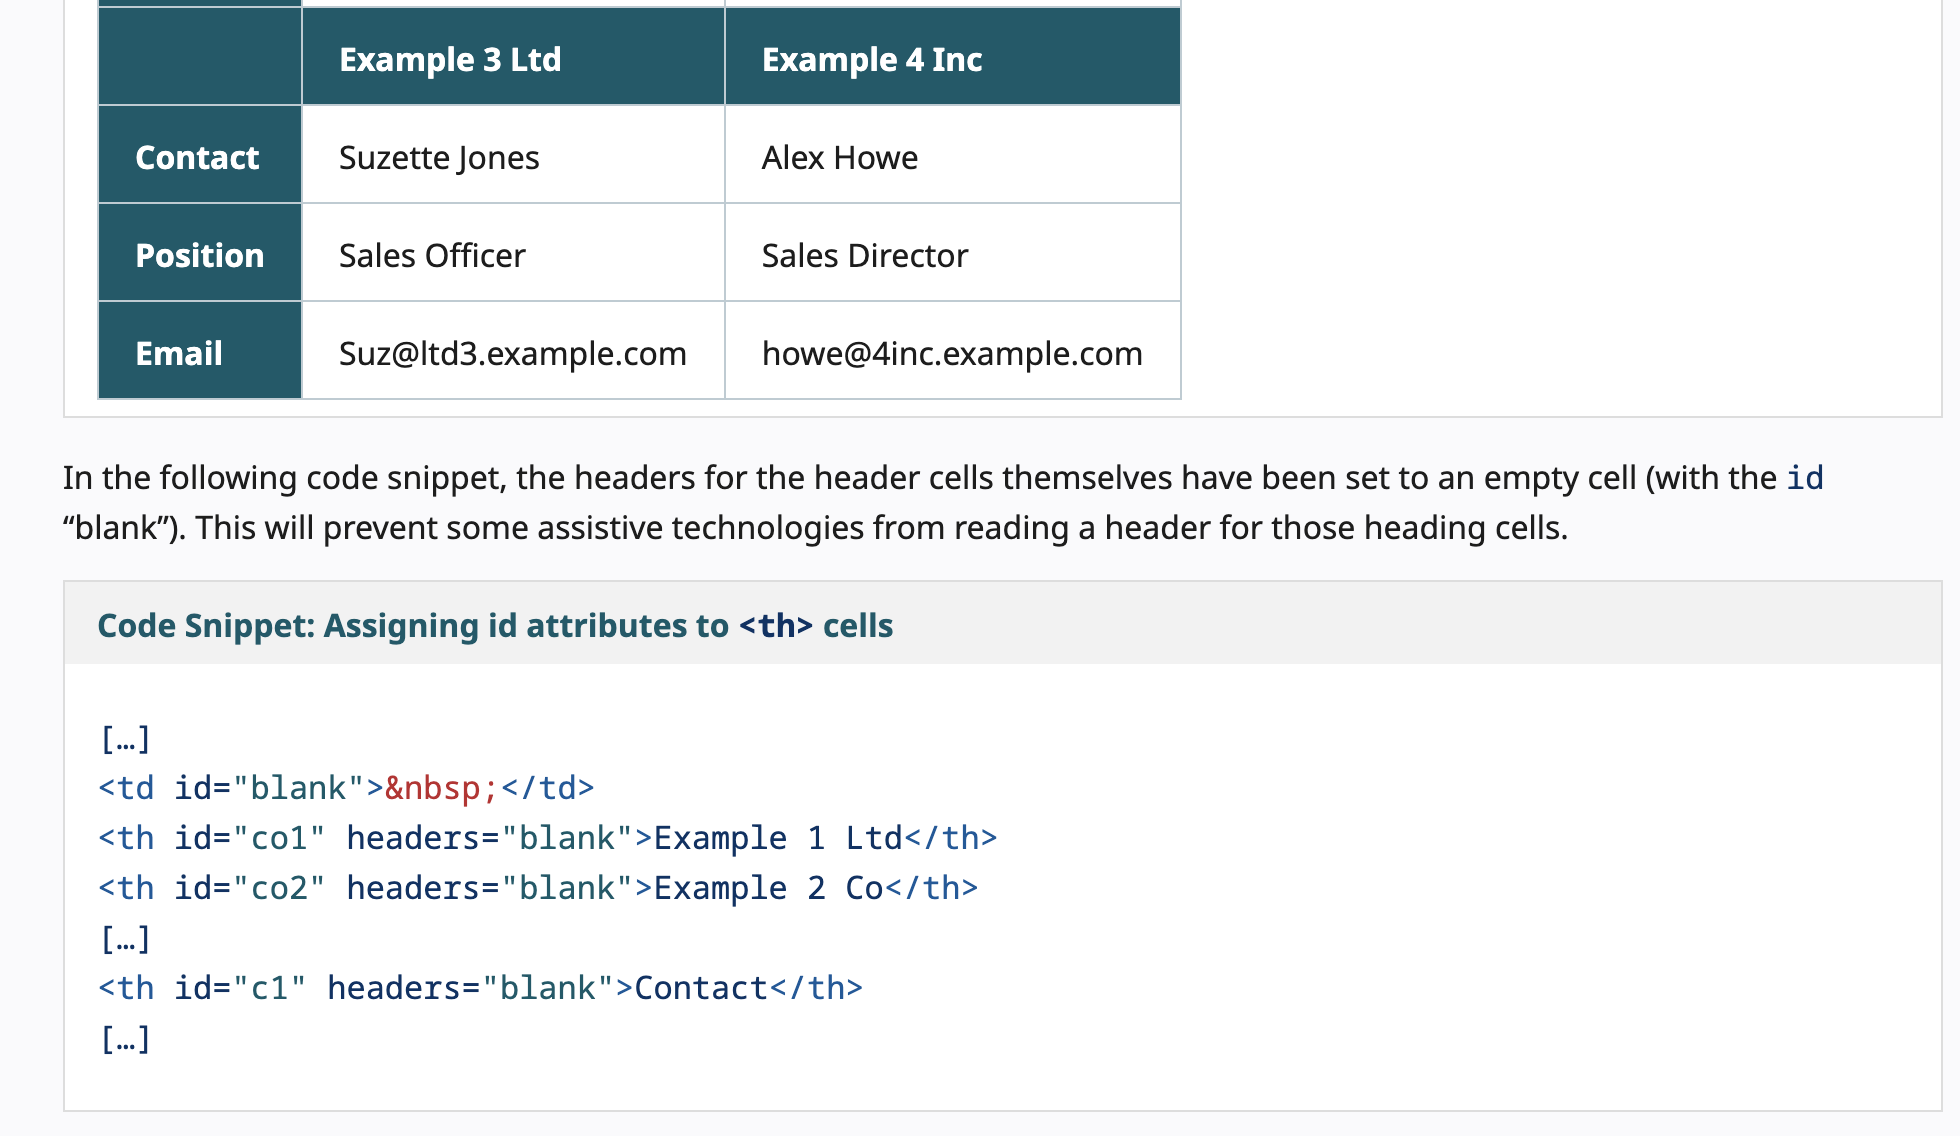 Example 3 Ltd Example 4 Inc
Contact Suzette Jones Alex Howe
Position Sales Officer Sales Director
Email Suz@ltd3.example.com howe@4inc.example.com
In the following code snippet, the headers for the header cells themselves have been set to an empty cell (with the id
“blank”). This will prevent some assistive technologies from reading a header for those heading cells.
Code Snippet: Assigning id attributes to <th> cells
[…]
<td id="blank">&nbsp;</td>
<th id="co1" headers="blank">Example 1 Ltd</th>
<th id="co2" headers="blank">Example 2 Co</th>
[…]
<th id="c1" headers="blank">Contact</th>
[…]